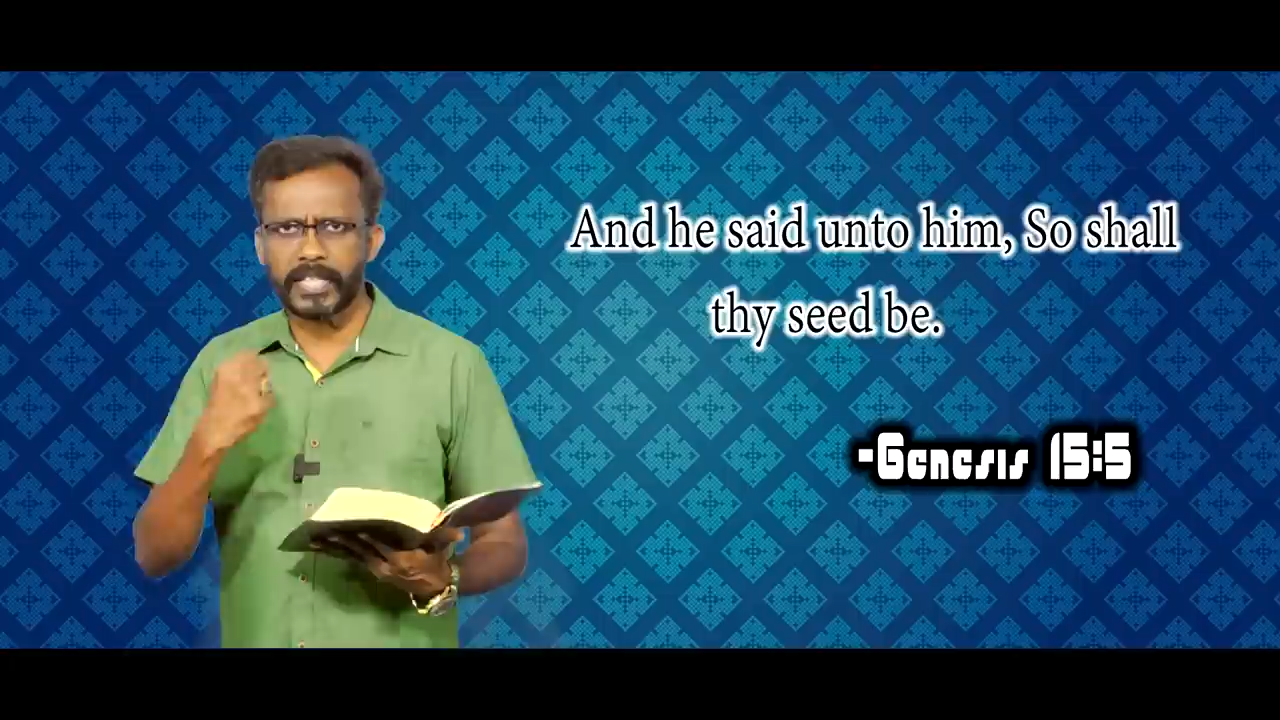 And he said unto him, So shall
thy seed be.
-Genesis 15:5